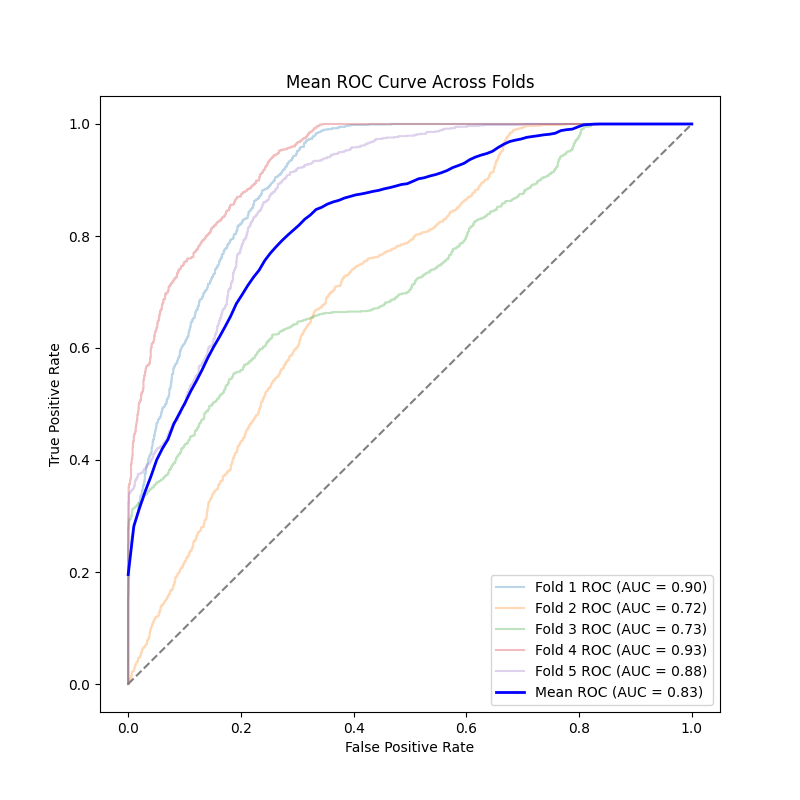 Mean ROC Curve Across Folds
True Positive Rate
1.0
0.8
0.6
0.4
0.2
0.0
0.0 0.2 0.4 0.6 0.8 1.0
False Positive Rate
Fold 1 ROC (AUC = 0.90)
Fold 2 ROC (AUC = 0.72)
Fold 3 ROC (AUC = 0.73)
Fold 4 ROC (AUC = 0.93)
Fold 5 ROC (AUC = 0.88)
Mean ROC (AUC = 0.83)